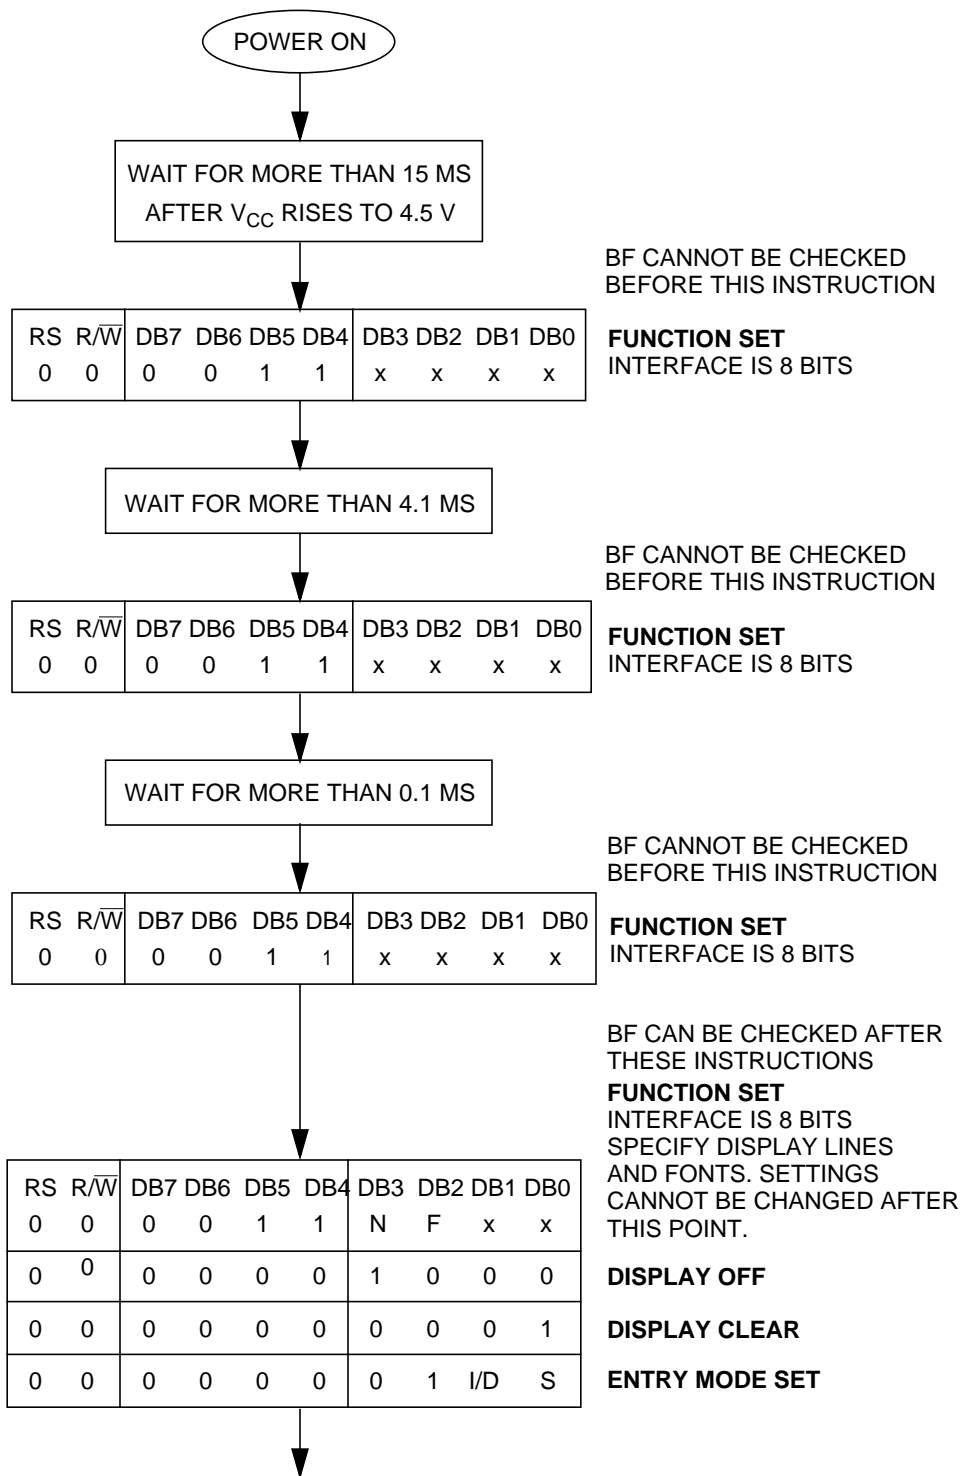 POWER ON
WAIT FOR MORE THAN 15 MS
AFTER VCC RISES TO 4.5 V
BF CANNOT BE CHECKED
BEFORE THIS INSTRUCTION
RS R/W̅ DB7 DB6 DB5 DB4 DB3 DB2 DB1 DB0
0 0 0 0 1 1 x x x x
FUNCTION SET
INTERFACE IS 8 BITS
WAIT FOR MORE THAN 4.1 MS
BF CANNOT BE CHECKED
BEFORE THIS INSTRUCTION
RS R/W̅ DB7 DB6 DB5 DB4 DB3 DB2 DB1 DB0
0 0 0 0 1 1 x x x x
FUNCTION SET
INTERFACE IS 8 BITS
WAIT FOR MORE THAN 0.1 MS
BF CANNOT BE CHECKED
BEFORE THIS INSTRUCTION
RS R/W̅ DB7 DB6 DB5 DB4 DB3 DB2 DB1 DB0
0 0 0 0 1 1 x x x x
FUNCTION SET
INTERFACE IS 8 BITS
BF CAN BE CHECKED AFTER
THESE INSTRUCTIONS
FUNCTION SET
INTERFACE IS 8 BITS
SPECIFY DISPLAY LINES
AND FONTS. SETTINGS
CANNOT BE CHANGED AFTER
THIS POINT.
RS R/W̅ DB7 DB6 DB5 DB4 DB3 DB2 DB1 DB0
0 0 0 0 1 1 N F x x
0 0 0 0 0 0 1 0 0 0
DISPLAY OFF
0 0 0 0 0 0 0 0 0 1
DISPLAY CLEAR
0 0 0 0 0 0 0 1 I/D S
ENTRY MODE SET